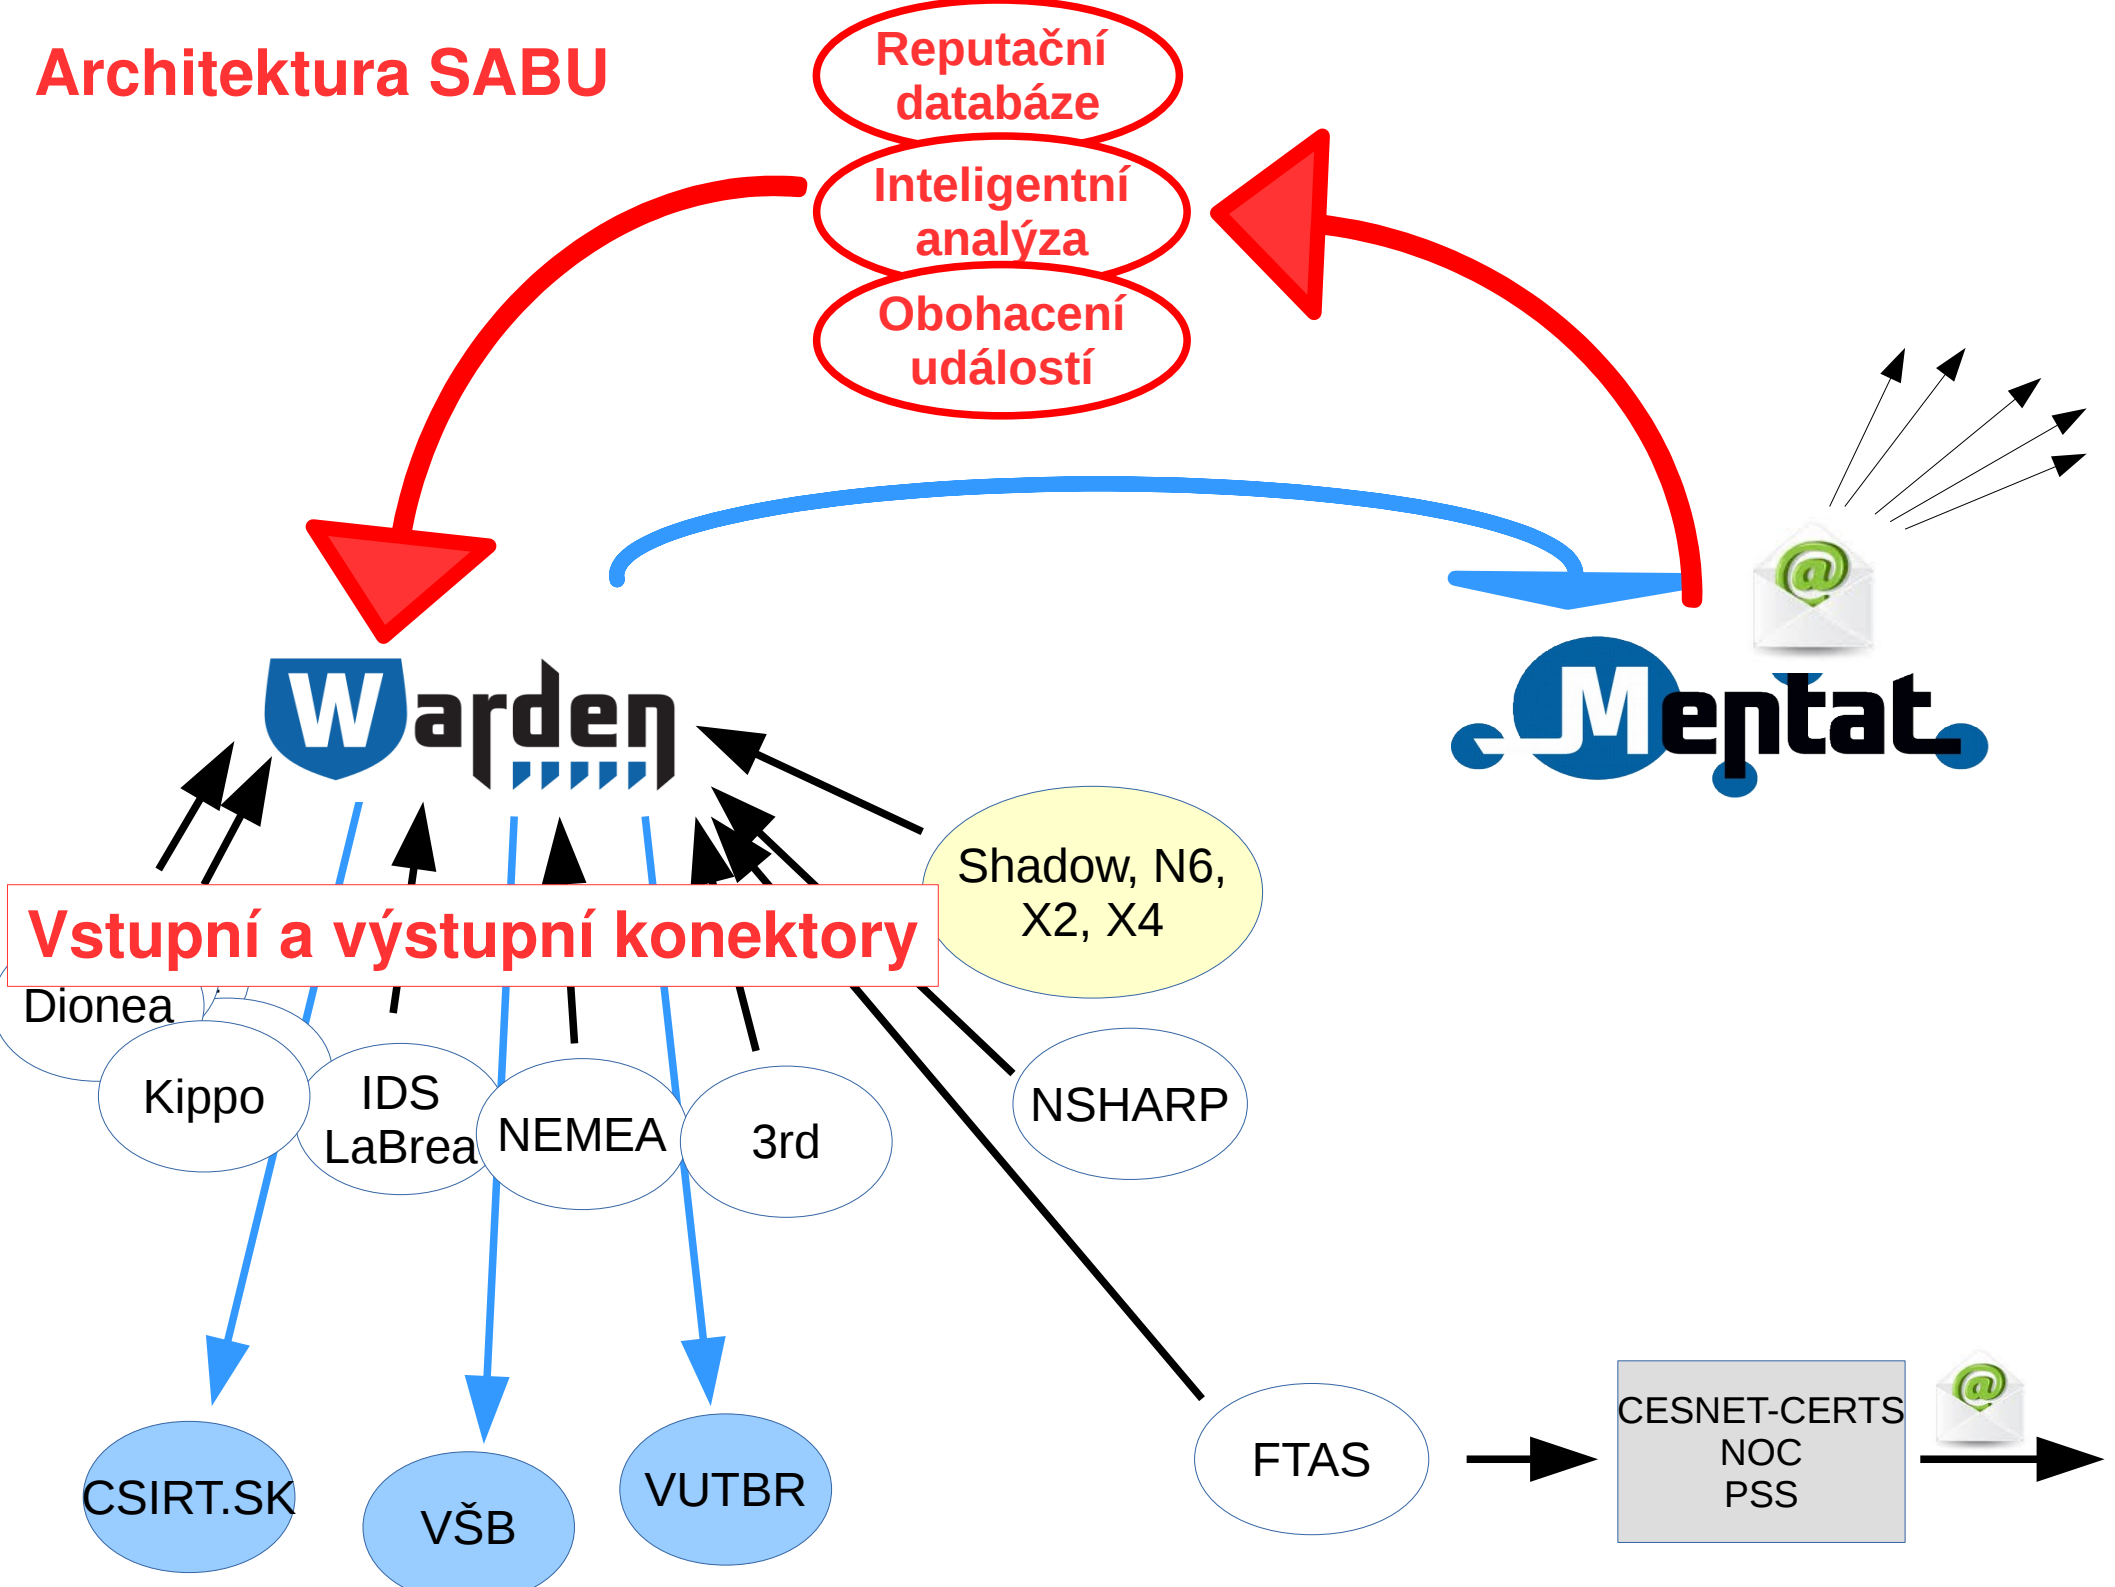 Architektura SABU
Reputační
databáze
Inteligentní
analýza
Obohacení
událostí
Warden
Mentat
Shadow, N6,
X2, X4
Vstupní a výstupní konektory
Dionea
Kippo
IDS
LaBrea
NEMEA
3rd
NSHARP
FTAS
CESNET-CERTS
NOC
PSS
CSIRT.SK
VŠB
VUTBR